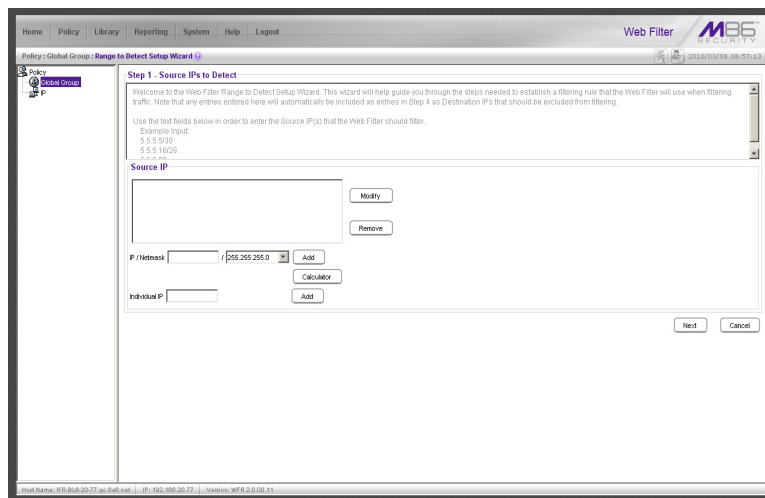 Home Policy Library Reporting System Help Logout
Web Filter
M86
SECURITY
Policy : Global Group : Range to Detect Setup Wizard
2010/03/08 08:57:13
Policy
Global Group
IP
Step 1 - Source IPs to Detect
Welcome to the Web Filter Range to Detect Setup Wizard. This wizard will help guide you through the steps needed to establish a filtering rule that the Web Filter will use when filtering
traffic. Note that any entries entered here will automatically be included as entries in Step 4 as Destination IPs that should be excluded from filtering.
Use the text fields below in order to enter the Source IP(s) that the Web Filter should filter.
Example Input:
5.5.5.5/30
5.5.5.16/28
Source IP
Modify
Remove
IP / Netmask / 255.255.255.0 Add
Calculator
Individual IP Add
Next Cancel
Host Name: IFR-BL6-20-77.qc.8e6.net IP: 192.168.20.77 Version: WFR 2.0.00.11